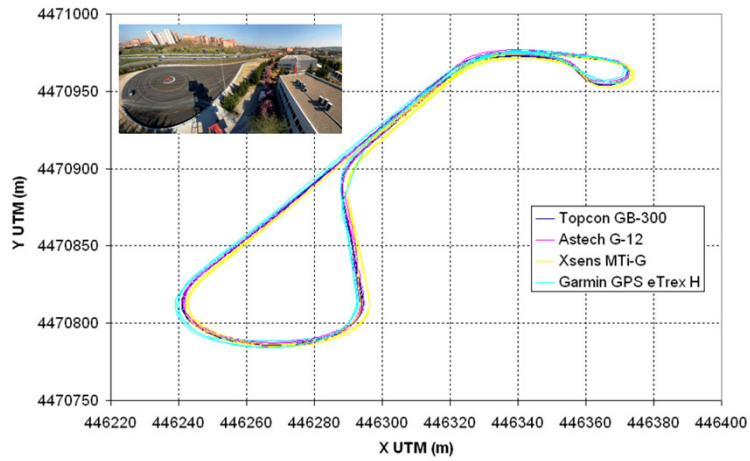 4471000
4470950
4470900
4470850
4470800
4470750
Y UTM (m)
Topcon GB-300
Astech G-12
Xsens MTi-G
Garmin GPS eTrex H
446220 446240 446260 446280 446300 446320 446340 446360 446380 446400
X UTM (m)